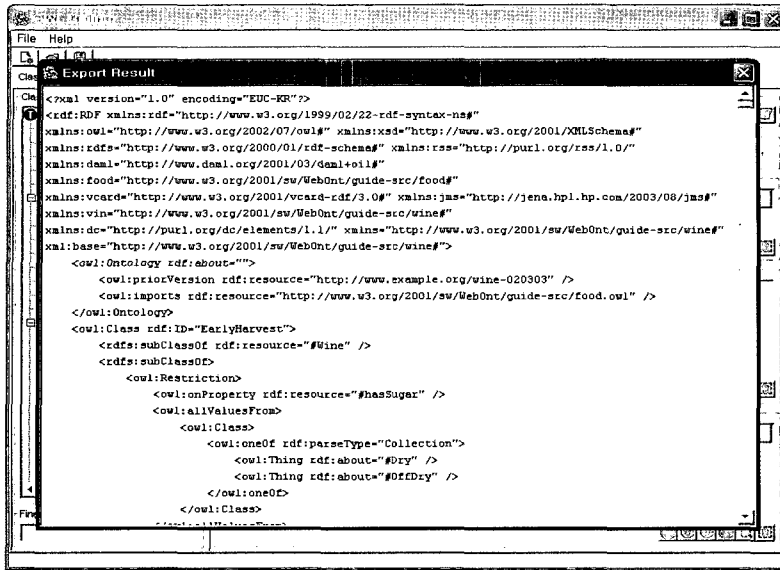 File Help
Export Result
<?xml version="1.0" encoding="EUC-KR"?>
<rdf:RDF xmlns:rdf="http://www.w3.org/1999/02/22-rdf-syntax-ns#"
xmlns:owl="http://www.w3.org/2002/07/owl#" xmlns:xsd="http://www.w3.org/2001/XMLSchema#"
xmlns:rdfs="http://www.w3.org/2000/01/rdf-schema#" xmlns:rss="http://purl.org/rss/1.0/"
xmlns:daml="http://www.daml.org/2001/03/daml+oil#"
xmlns:food="http://www.w3.org/2001/sw/WebOnt/guide-src/food#"
xmlns:vcard="http://www.w3.org/2001/vcard-rdf/3.0#" xmlns:jms="http://jena.hpl.hp.com/2003/08/jms#"
xmlns:vin="http://www.w3.org/2001/sw/WebOnt/guide-src/wine#"
xmlns:dc="http://purl.org/dc/elements/1.1/" xmlns="http://www.w3.org/2001/sw/WebOnt/guide-src/wine#"
xml:base="http://www.w3.org/2001/sw/WebOnt/guide-src/wine#">
<owl:Ontology rdf:about="">
<owl:priorVersion rdf:resource="http://www.example.org/wine-020303" />
<owl:imports rdf:resource="http://www.w3.org/2001/sw/WebOnt/guide-src/food.owl" />
</owl:Ontology>
<owl:Class rdf:ID="EarlyHarvest">
<rdfs:subClassOf rdf:resource="#Wine" />
<rdfs:subClassOf>
<owl:Restriction>
<owl:onProperty rdf:resource="#hasSugar" />
<owl:allValuesFrom>
<owl:Class>
<owl:oneOf rdf:parseType="Collection">
<owl:Thing rdf:about="#Dry" />
<owl:Thing rdf:about="#OffDry" />
</owl:oneOf>
</owl:Class>